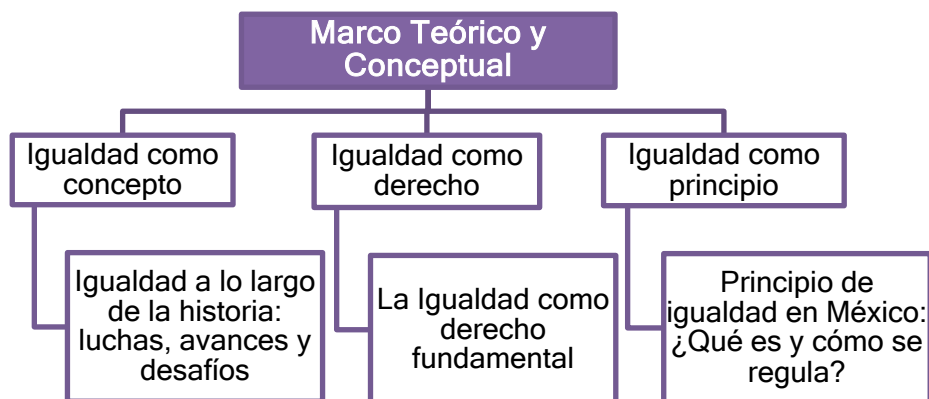 Marco Teórico y
Conceptual
Igualdad como
concepto
Igualdad como
derecho
Igualdad como
principio
Igualdad a lo largo
de la historia:
luchas, avances y
desafíos
La Igualdad como
derecho
fundamental
Principio de
igualdad en México:
¿Qué es y cómo se
regula?